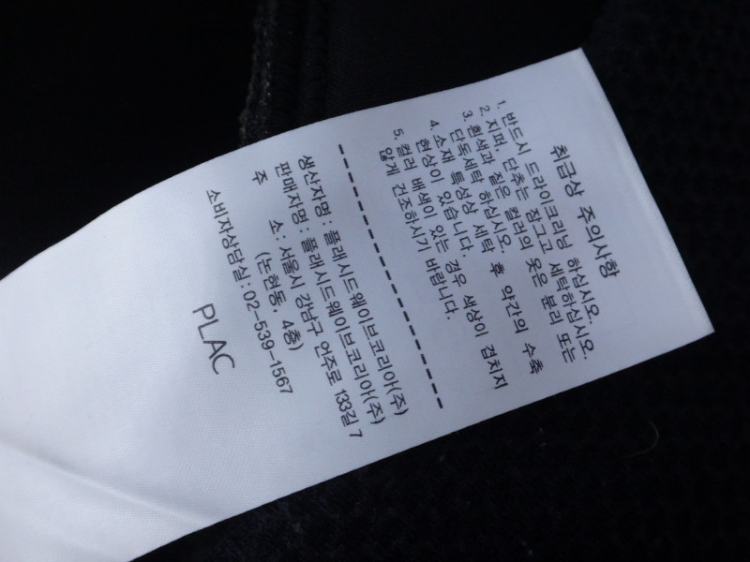 취급상 주의사항
1. 반드시 드라이크리닝 하십시오.
2. 지퍼, 단추는 잠그고 세탁하십시오.
3. 흰색과 짙은 컬러의 옷은 분리 또는
단독세탁 하십시오.
4. 소재 특성상 세탁 후 약간의 수축
현상이 있습니다.
5. 컬러 배색이 있는 경우 색상이 겹치지
않게 건조하시기 바랍니다.
생산자명 : 플래시드웨이브코리아(주)
판매자명 : 플래시드웨이브코리아(주)
주 소 : 서울시 강남구 언주로 133길 7
(논현동, 4층)
소비자상담실 : 02-539-1567
PLAC